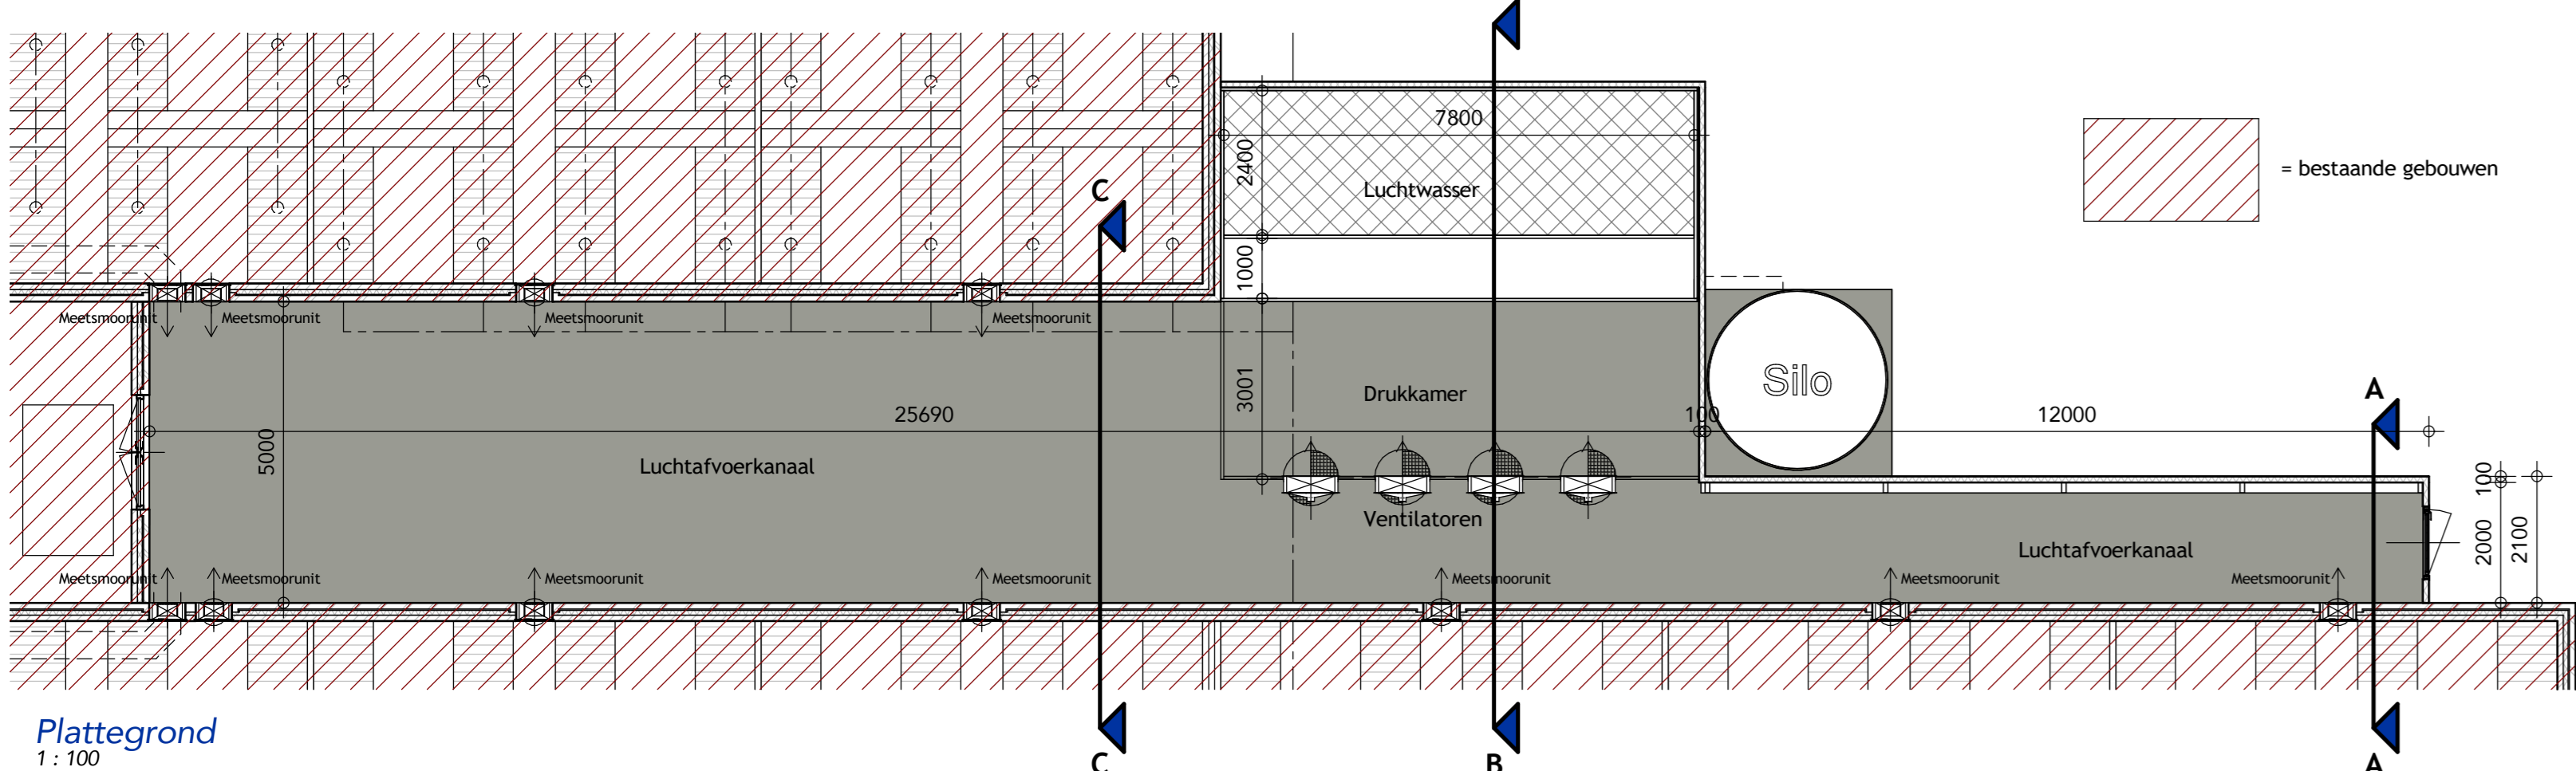 7800
2400
Luchtwasser
= bestaande gebouwen
C
1000
Meetsmoorunit
Meetsmoorunit
Meetsmoorunit
Meetsmoorunit
3001
Drukkamer
Silo
A
25690
100
12000
5000
Luchtafvoerkanaal
100
Ventilatoren
2000
2100
Luchtafvoerkanaal
Meetsmoorunit
Meetsmoorunit
Meetsmoorunit
Meetsmoorunit
Meetsmoorunit
Meetsmoorunit
Meetsmoorunit
Plattegrond
1 : 100
C
B
A